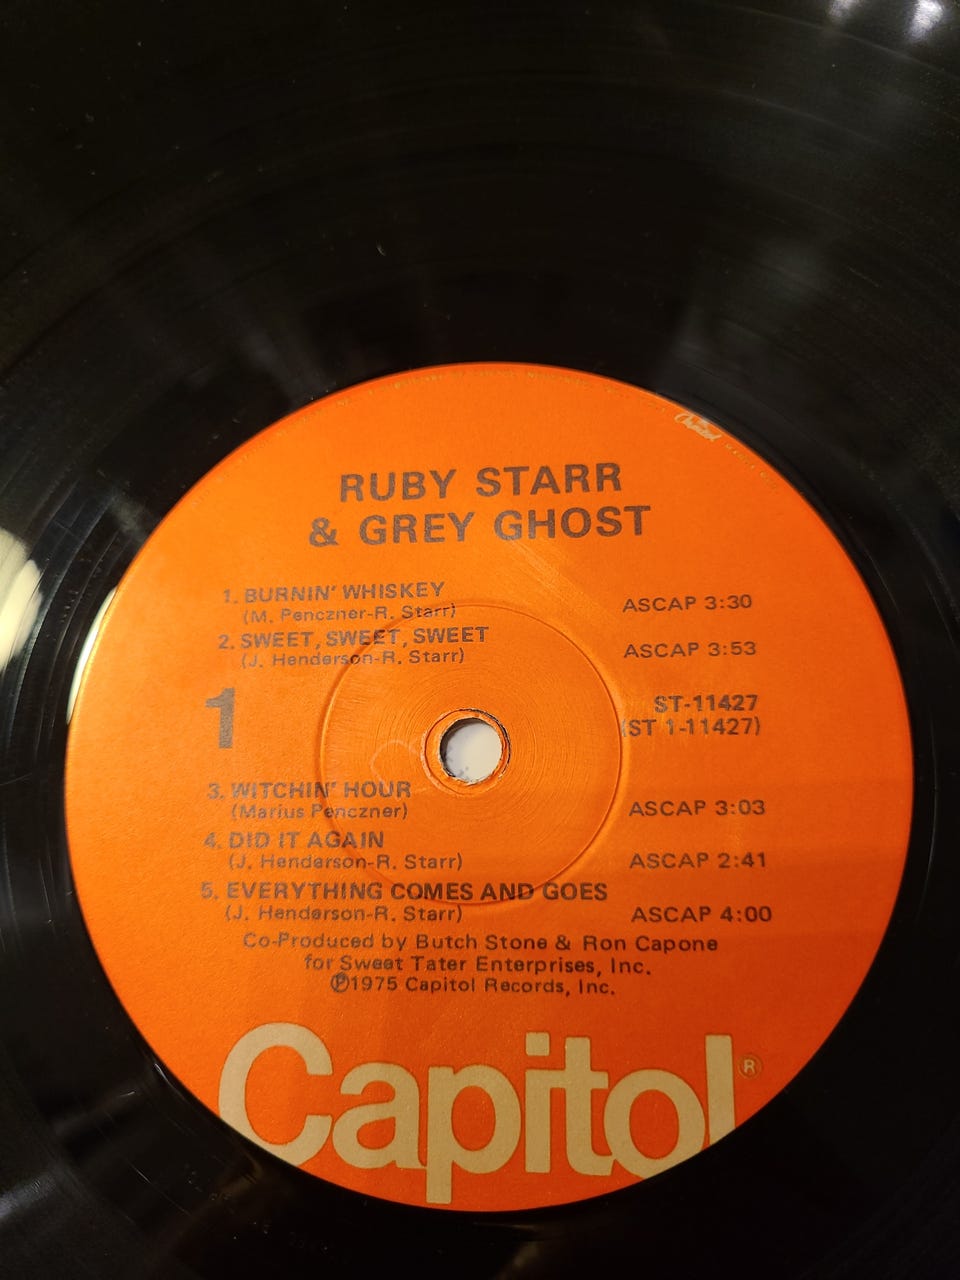 Capitol
RUBY STARR
& GREY GHOST
1. BURNIN' WHISKEY ASCAP 3:30
(M. Penczner-R. Starr)
2. SWEET, SWEET, SWEET ASCAP 3:53
(J. Henderson-R. Starr)
1 ST-11427
(ST 1-11427)
3. WITCHIN' HOUR ASCAP 3:03
(Marius Penczner)
4. DID IT AGAIN ASCAP 2:41
(J. Henderson-R. Starr)
5. EVERYTHING COMES AND GOES ASCAP 4:00
(J. Henderson-R. Starr)
Co-Produced by Butch Stone & Ron Capone
for Sweet Tater Enterprises, Inc.
℗1975 Capitol Records, Inc.
Capitol®